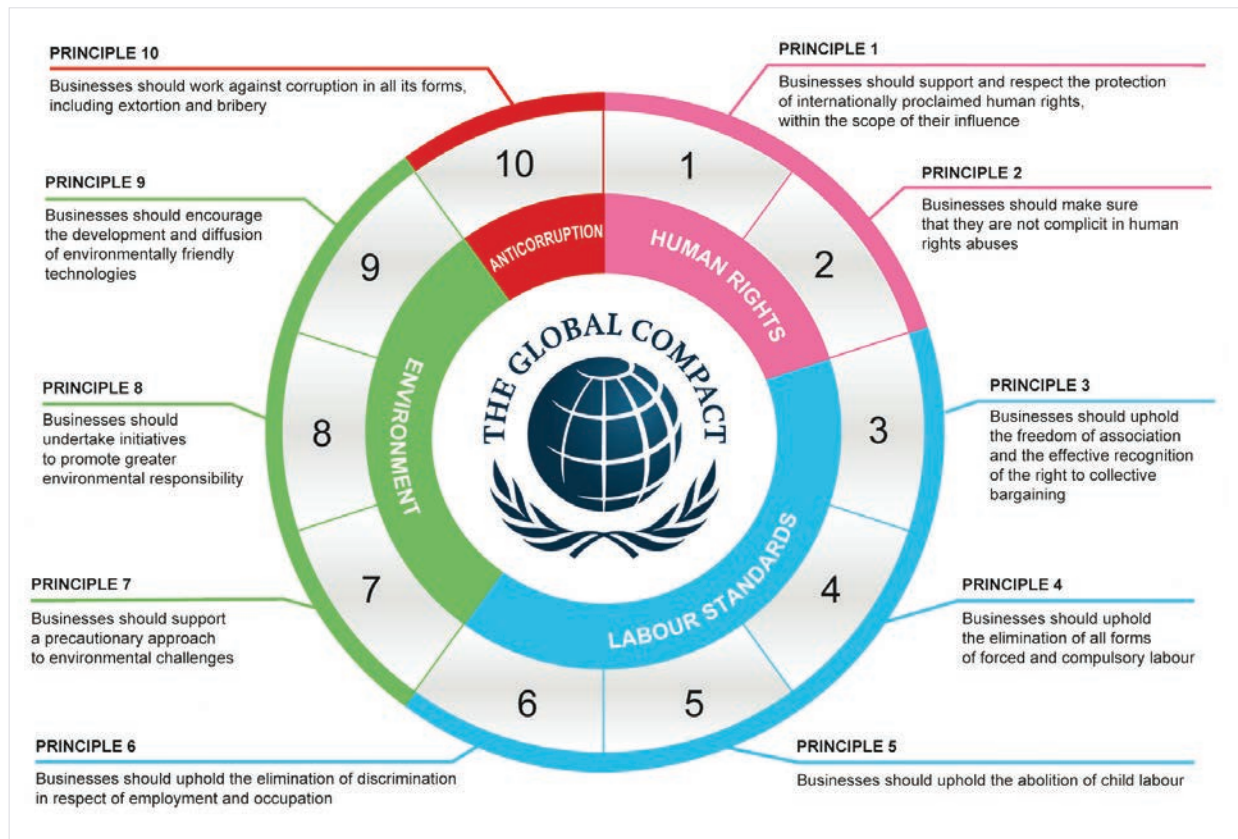 PRINCIPLE 10
Businesses should work against corruption in all its forms,
including extortion and bribery
PRINCIPLE 1
Businesses should support and respect the protection
of internationally proclaimed human rights,
within the scope of their influence
PRINCIPLE 9
Businesses should encourage
the development and diffusion
of environmentally friendly
technologies
PRINCIPLE 2
Businesses should make sure
that they are not complicit in human
rights abuses
PRINCIPLE 8
Businesses should
undertake initiatives
to promote greater
environmental responsibility
PRINCIPLE 3
Businesses should uphold
the freedom of association
and the effective recognition
of the right to collective
bargaining
PRINCIPLE 7
Businesses should support
a precautionary approach
to environmental challenges
PRINCIPLE 4
Businesses should uphold
the elimination of all forms
of forced and compulsory labour
PRINCIPLE 6
Businesses should uphold the elimination of discrimination
in respect of employment and occupation
PRINCIPLE 5
Businesses should uphold the abolition of child labour
10
1
9
2
8
3
7
4
6
5
ANTICORRUPTION
HUMAN RIGHTS
ENVIRONMENT
LABOUR STANDARDS
THE GLOBAL COMPACT